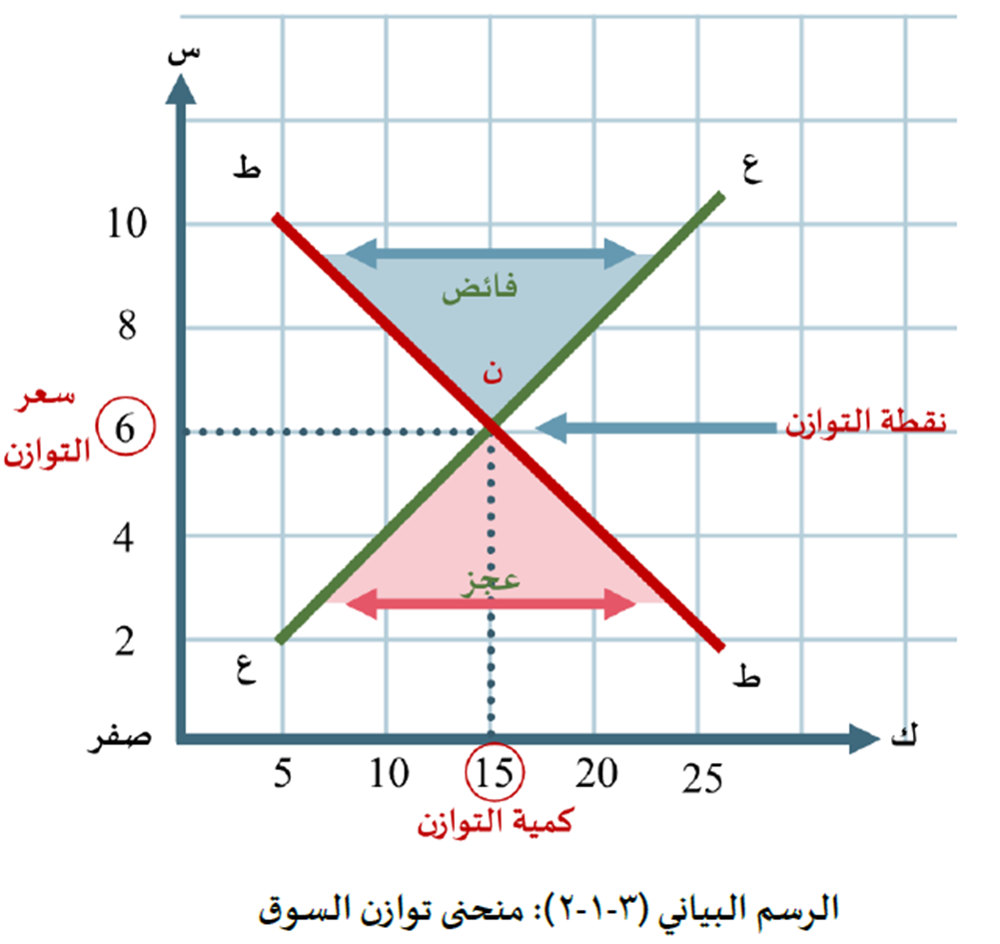 س
ط
ع
10
فائض
8
ن
سعر
التوازن
6
نقطة التوازن
4
عجز
2
ع
ط
صفر
ك
5 10 15 20 25
كمية التوازن
الرسم البياني (٣-١-٢): منحنى توازن السوق